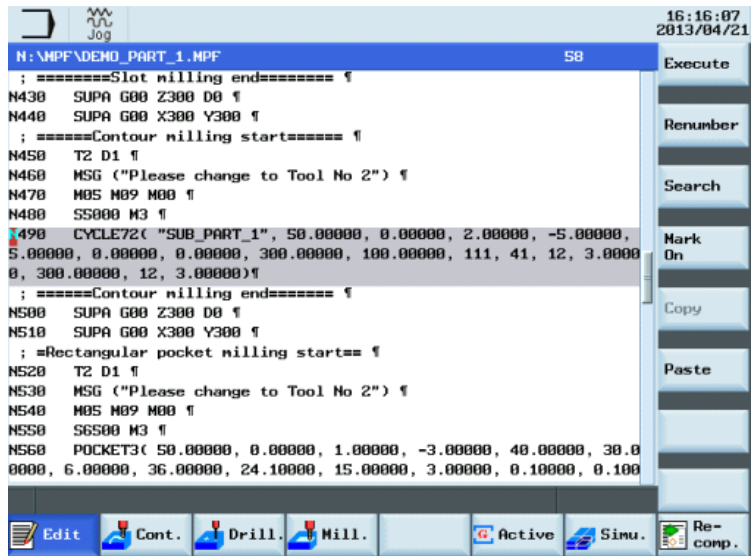 Jog
16:16:07
2013/04/21
N:\MPF\DEMO_PART_1.MPF 58
; ========Slot milling end======== ¶
N430 SUPA G00 Z300 D0 ¶
N440 SUPA G00 X300 Y300 ¶
; ======Contour milling start====== ¶
N450 T2 D1 ¶
N460 MSG ("Please change to Tool No 2") ¶
N470 M05 M09 M00 ¶
N480 S5000 M3 ¶
N490 CYCLE72( "SUB_PART_1", 50.00000, 0.00000, 2.00000, -5.00000,
5.00000, 0.00000, 0.00000, 300.00000, 100.00000, 111, 41, 12, 3.0000
0, 300.00000, 12, 3.00000)¶
; ======Contour milling end======= ¶
N500 SUPA G00 Z300 D0 ¶
N510 SUPA G00 X300 Y300 ¶
; =Rectangular pocket milling start== ¶
N520 T2 D1 ¶
N530 MSG ("Please change to Tool No 2") ¶
N540 M05 M09 M00 ¶
N550 S6500 M3 ¶
N560 POCKET3( 50.00000, 0.00000, 1.00000, -3.00000, 40.00000, 30.0
0000, 6.00000, 36.00000, 24.10000, 15.00000, 3.00000, 0.10000, 0.100
Execute
Renumber
Search
Mark
On
Copy
Paste
Edit
Cont.
Drill.
Mill.
G Active
Simu.
Re-
comp.